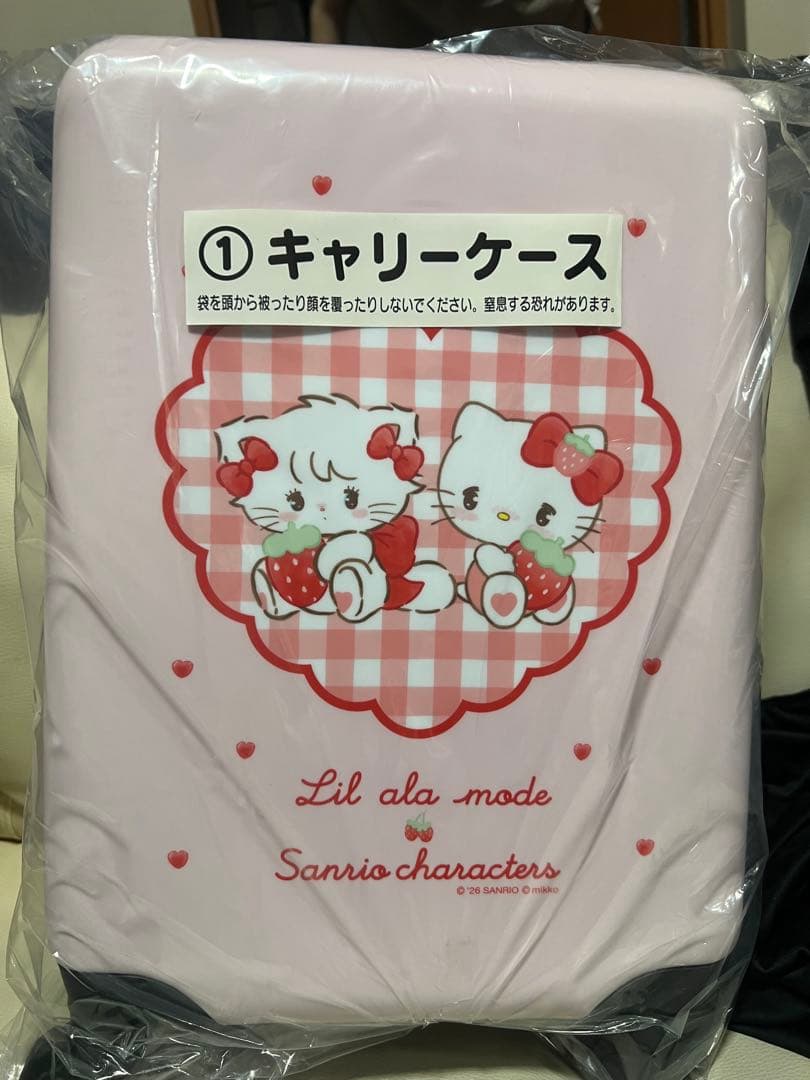 ①キャリーケース
袋を頭から被ったり顔を覆ったりしないでください。窒息する恐れがあります。
Lil ala mode
Sanrio characters
© '26 SANRIO © mikko